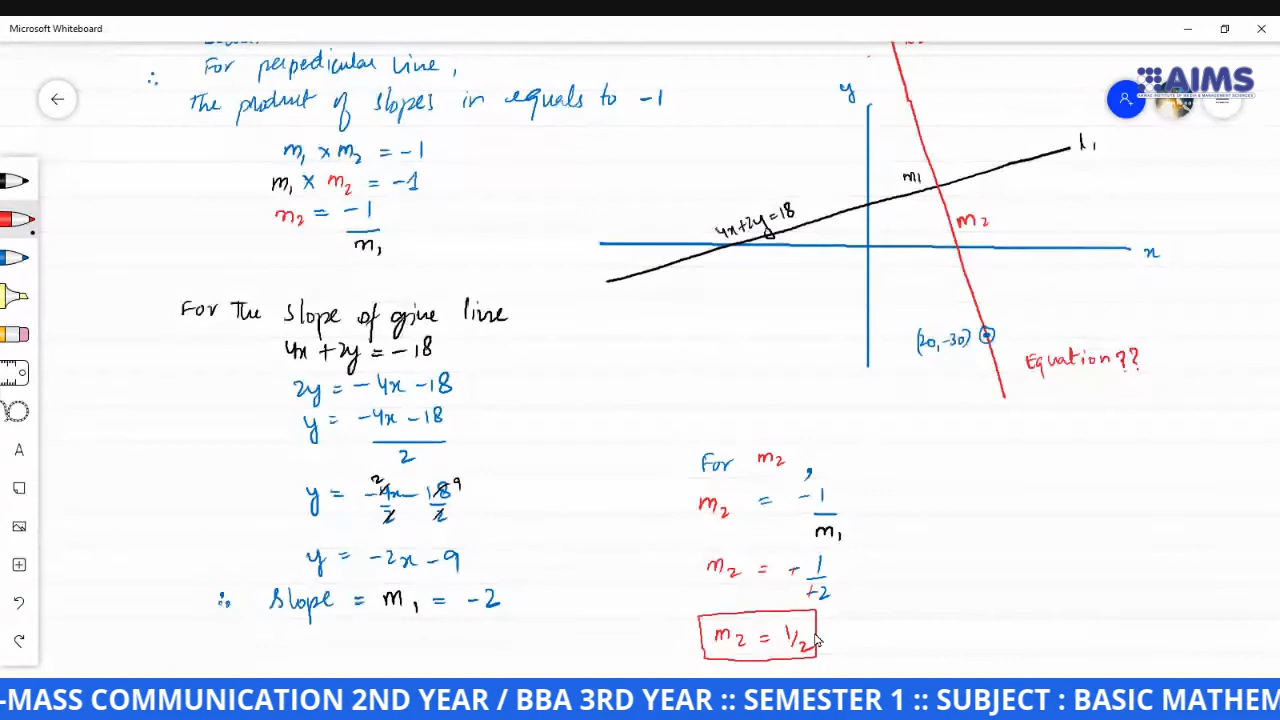 Microsoft Whiteboard
AIMS
∴ For perpedicular line,
The product of slopes in equals to -1
m₁ × m₂ = -1
m₁ × m₂ = -1
m₂ = -1
m₁
For the slope of give line
4x + 2y = -18
2y = -4x -18
y = -4x -18
2
y = -4x - 18
2 9
2 2
y = -2x -9
∴ slope = m₁ = -2
y
l₁
m₁
4x+2y=18
m₂
x
(20,-30)
Equation??
For m₂,
m₂ = -1
m₁
m₂ = +1
+2
m₂ = 1/2
A
-MASS COMMUNICATION 2ND YEAR / BBA 3RD YEAR :: SEMESTER 1 :: SUBJECT : BASIC MATHEM